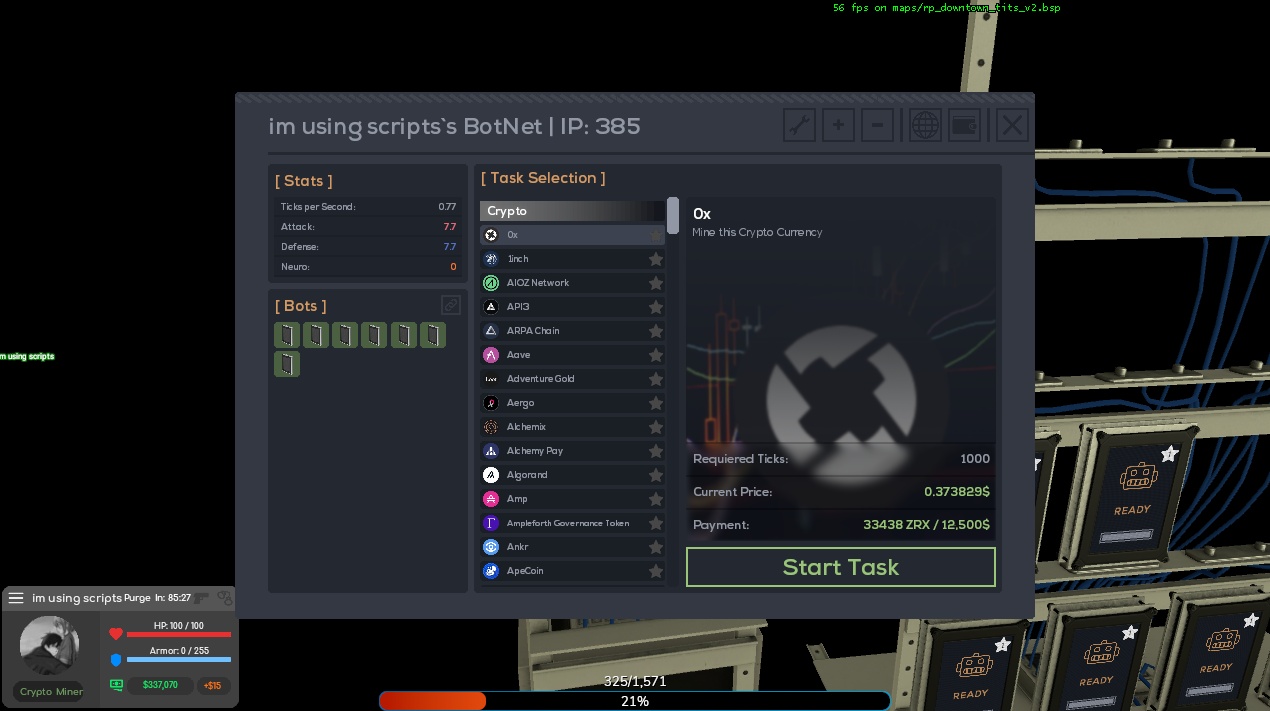 56 fps on maps/rp_downtown_tits_v2.bsp
im using scripts`s BotNet | IP: 385
[ Stats ]
Ticks per Second: 0.77
Attack: 7.7
Defense: 7.7
Neuro: 0
[ Bots ]
[ Task Selection ]
Crypto
0x
1inch
AIOZ Network
API3
ARPA Chain
Aave
Adventure Gold
Aergo
Alchemix
Alchemy Pay
Algorand
Amp
Ampleforth Governance Token
Ankr
ApeCoin
0x
Mine this Crypto Currency
Requiered Ticks: 1000
Current Price: 0.373829$
Payment: 33438 ZRX / 12,500$
Start Task
m using scripts
READY
READY
READY
READY
im using scripts Purge In: 85:27
HP: 100 / 100
Armor: 0 / 255
Crypto Miner
$337,070 +$15
325/1,571
21%